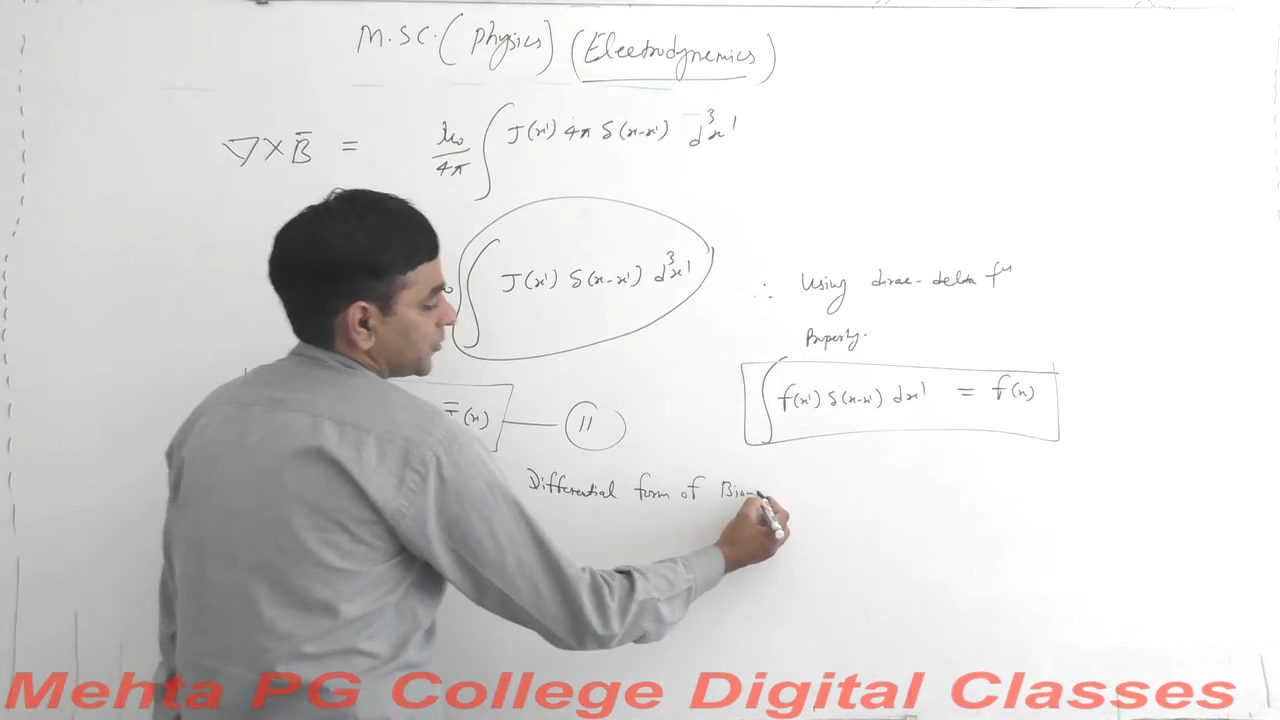 M.SC. (Physics) (Electrodynemics)
∇×B̄ = μ₀/4π ∫ J(x') 4π δ(x-x') d³x'
∫ J(x') δ(x-x') d³x'
∴ Using dirac-delta fⁿ
Property.
∫ f(x') δ(x-x') dx' = f(x)
J̄(x) — 11
Differential form of Bio-
Mehta PG College Digital Classes